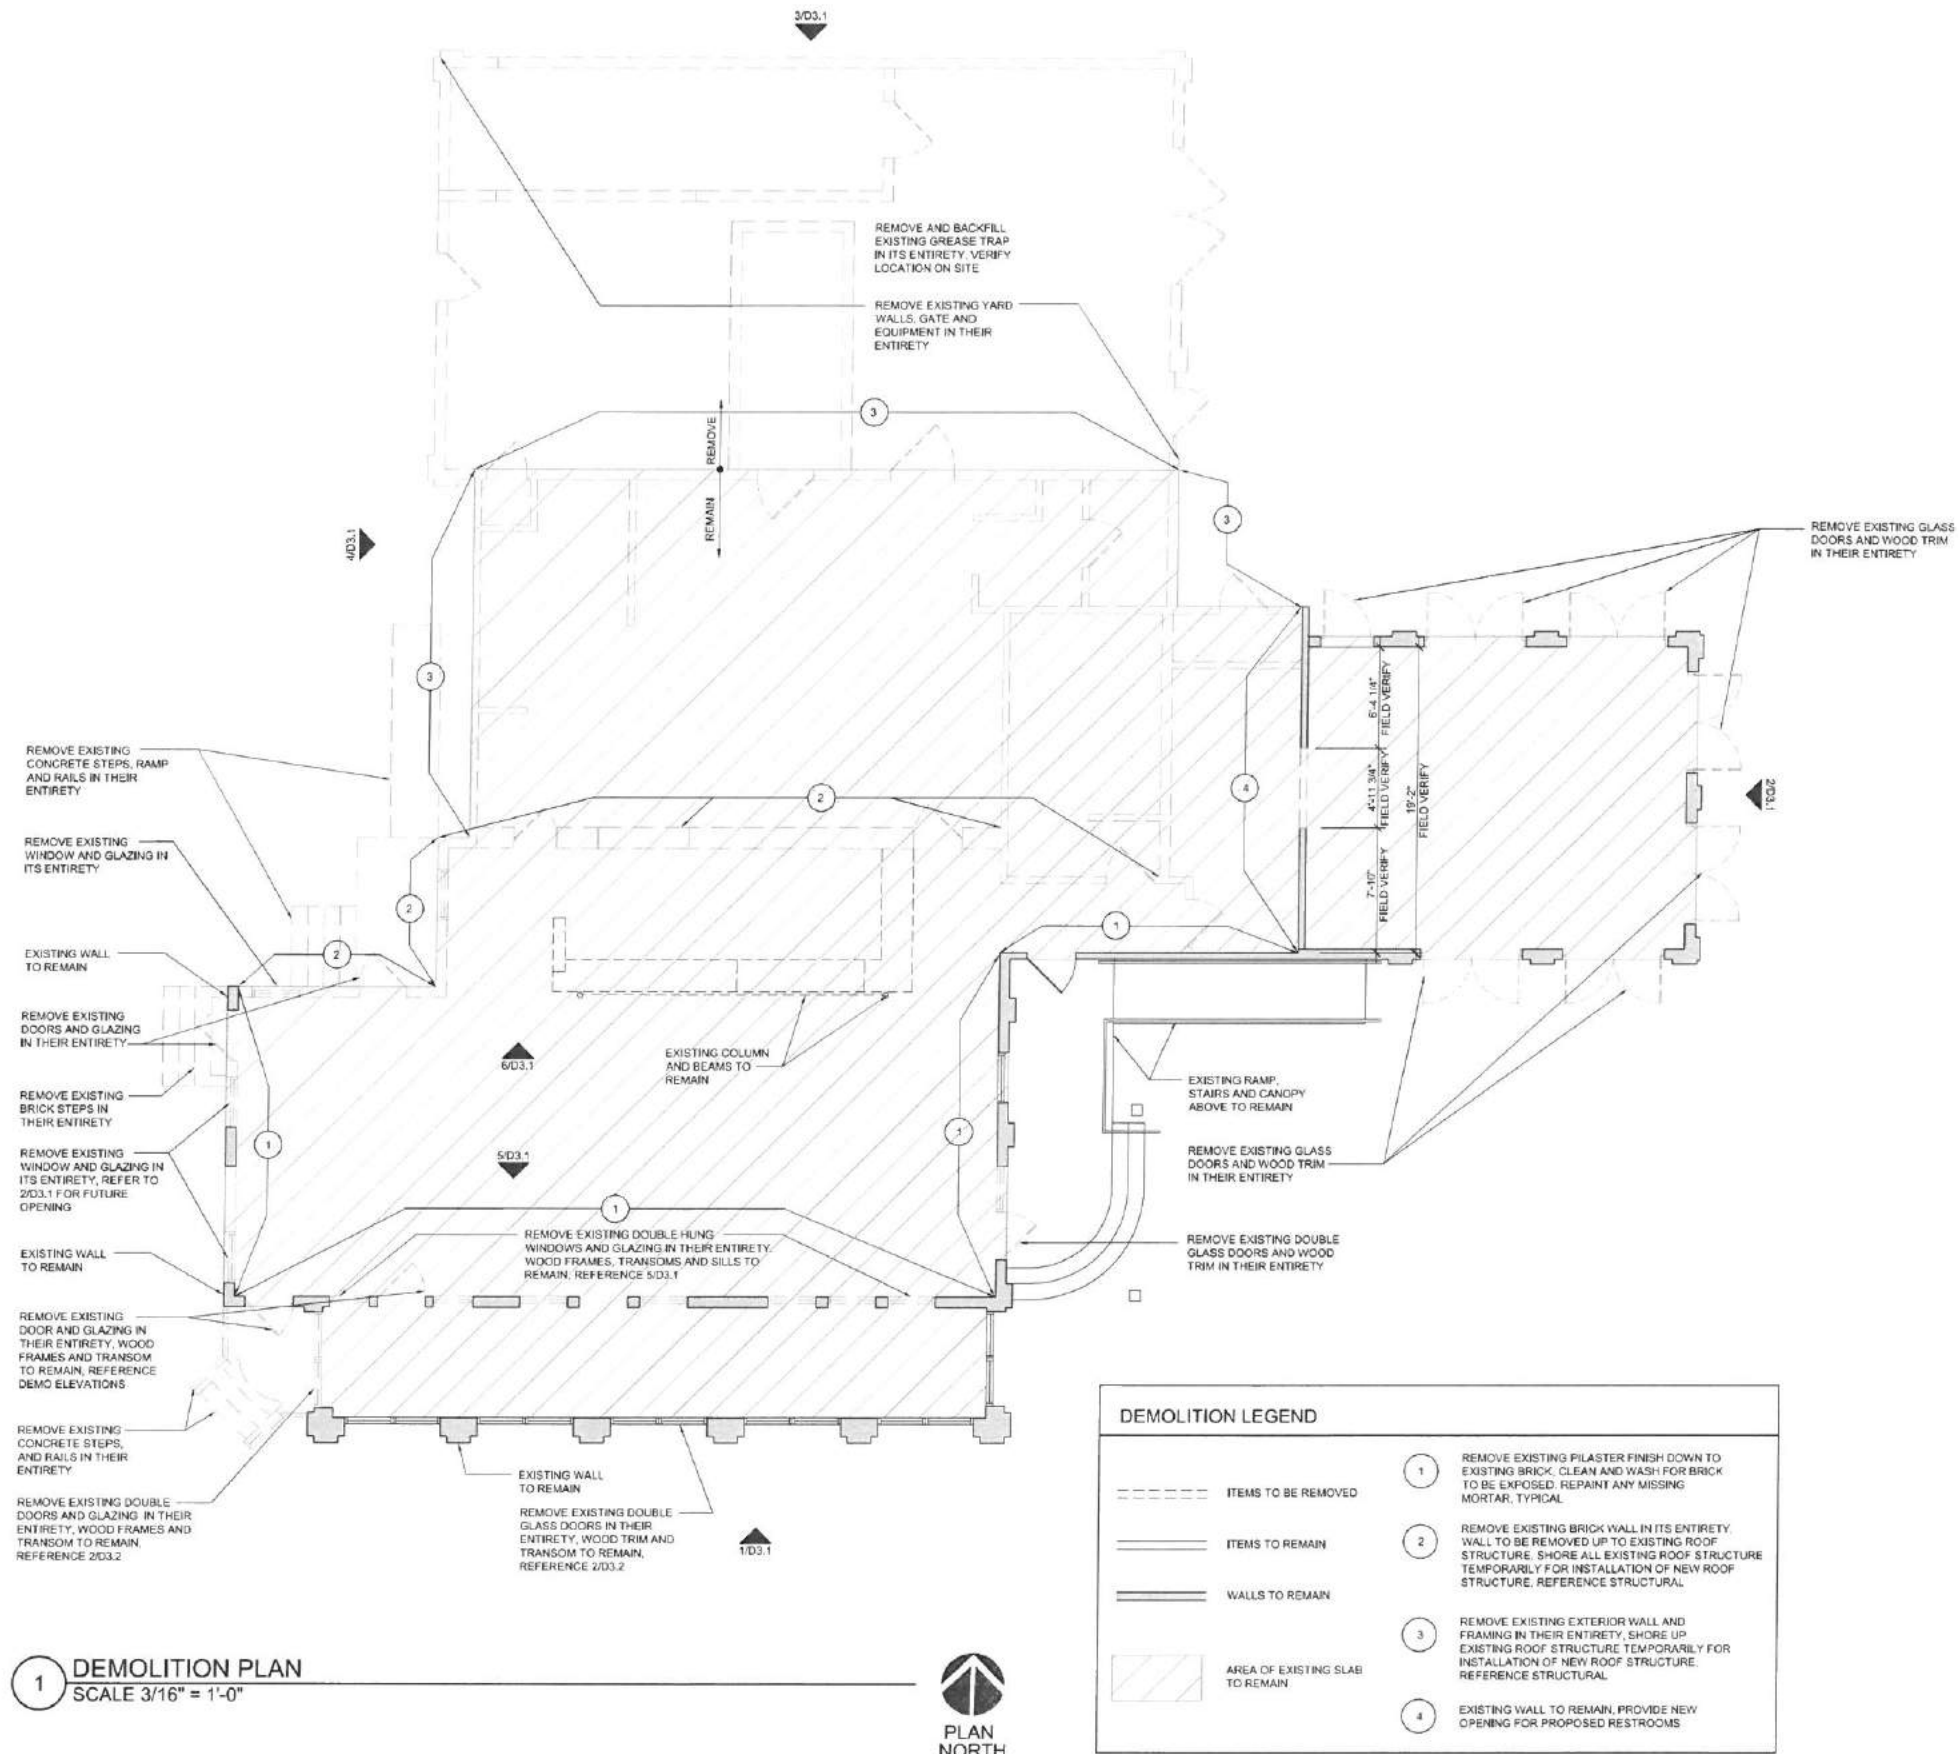 3/D3.1
REMOVE AND BACKFILL
EXISTING GREASE TRAP
IN ITS ENTIRETY, VERIFY
LOCATION ON SITE
REMOVE EXISTING YARD
WALLS, GATE AND
EQUIPMENT IN THEIR
ENTIRETY
3
REMOVE
REMAIN
3
4/D3.1
REMOVE EXISTING GLASS
DOORS AND WOOD TRIM
IN THEIR ENTIRETY
3
6'-4 1/4"
FIELD VERIFY
4'-11 3/4"
FIELD VERIFY
7'-10"
FIELD VERIFY
19'-2"
FIELD VERIFY
2/D3.1
4
2
REMOVE EXISTING
CONCRETE STEPS, RAMP
AND RAILS IN THEIR
ENTIRETY
REMOVE EXISTING
WINDOW AND GLAZING IN
ITS ENTIRETY
2
1
2
EXISTING WALL
TO REMAIN
REMOVE EXISTING
DOORS AND GLAZING
IN THEIR ENTIRETY
6/D3.1
EXISTING COLUMN
AND BEAMS TO
REMAIN
EXISTING RAMP,
STAIRS AND CANOPY
ABOVE TO REMAIN
REMOVE EXISTING
BRICK STEPS IN
THEIR ENTIRETY
1
1
REMOVE EXISTING
WINDOW AND GLAZING IN
ITS ENTIRETY, REFER TO
2/D3.1 FOR FUTURE
OPENING
5/D3.1
REMOVE EXISTING GLASS
DOORS AND WOOD TRIM
IN THEIR ENTIRETY
1
REMOVE EXISTING DOUBLE HUNG
WINDOWS AND GLAZING IN THEIR ENTIRETY.
WOOD FRAMES, TRANSOMS AND SILLS TO
REMAIN, REFERENCE 5/D3.1
EXISTING WALL
TO REMAIN
REMOVE EXISTING DOUBLE
GLASS DOORS AND WOOD
TRIM IN THEIR ENTIRETY
REMOVE EXISTING
DOOR AND GLAZING IN
THEIR ENTIRETY, WOOD
FRAMES AND TRANSOM
TO REMAIN, REFERENCE
DEMO ELEVATIONS
REMOVE EXISTING
CONCRETE STEPS,
AND RAILS IN THEIR
ENTIRETY
REMOVE EXISTING DOUBLE
DOORS AND GLAZING IN THEIR
ENTIRETY, WOOD FRAMES AND
TRANSOM TO REMAIN,
REFERENCE 2/D3.2
EXISTING WALL
TO REMAIN
REMOVE EXISTING DOUBLE
GLASS DOORS IN THEIR
ENTIRETY, WOOD TRIM AND
TRANSOM TO REMAIN,
REFERENCE 2/D3.2
1/D3.1
DEMOLITION LEGEND
ITEMS TO BE REMOVED
ITEMS TO REMAIN
WALLS TO REMAIN
AREA OF EXISTING SLAB
TO REMAIN
1
REMOVE EXISTING PILASTER FINISH DOWN TO
EXISTING BRICK, CLEAN AND WASH FOR BRICK
TO BE EXPOSED. REPAINT ANY MISSING
MORTAR, TYPICAL
2
REMOVE EXISTING BRICK WALL IN ITS ENTIRETY.
WALL TO BE REMOVED UP TO EXISTING ROOF
STRUCTURE. SHORE ALL EXISTING ROOF STRUCTURE
TEMPORARILY FOR INSTALLATION OF NEW ROOF
STRUCTURE. REFERENCE STRUCTURAL
3
REMOVE EXISTING EXTERIOR WALL AND
FRAMING IN THEIR ENTIRETY, SHORE UP
EXISTING ROOF STRUCTURE TEMPORARILY FOR
INSTALLATION OF NEW ROOF STRUCTURE.
REFERENCE STRUCTURAL
4
EXISTING WALL TO REMAIN, PROVIDE NEW
OPENING FOR PROPOSED RESTROOMS
1
DEMOLITION PLAN
SCALE 3/16" = 1'-0"
PLAN
NORTH